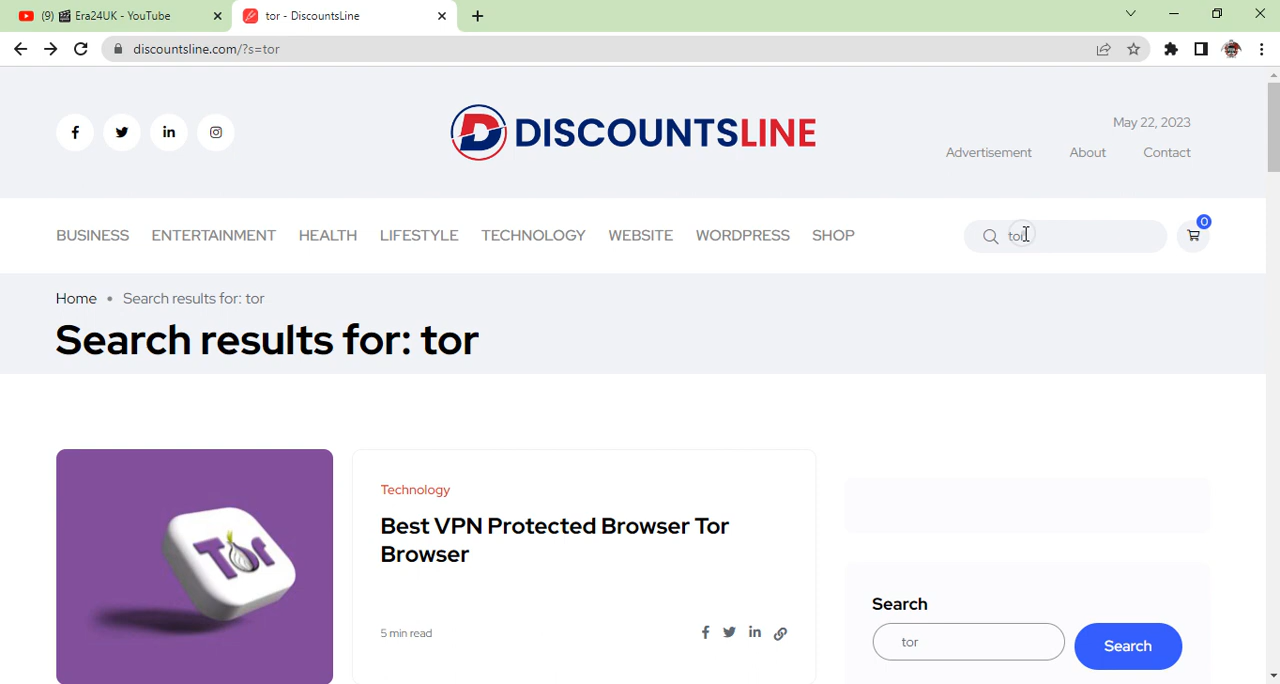 (9) Era24UK - YouTube
tor - DiscountsLine
discountsline.com/?s=tor
DISCOUNTSLINE
May 22, 2023
Advertisement About Contact
BUSINESS ENTERTAINMENT HEALTH LIFESTYLE TECHNOLOGY WEBSITE WORDPRESS SHOP
tor
0
Home • Search results for: tor
Search results for: tor
Tor
Technology
Best VPN Protected Browser Tor
Browser
5 min read
Search
tor
Search